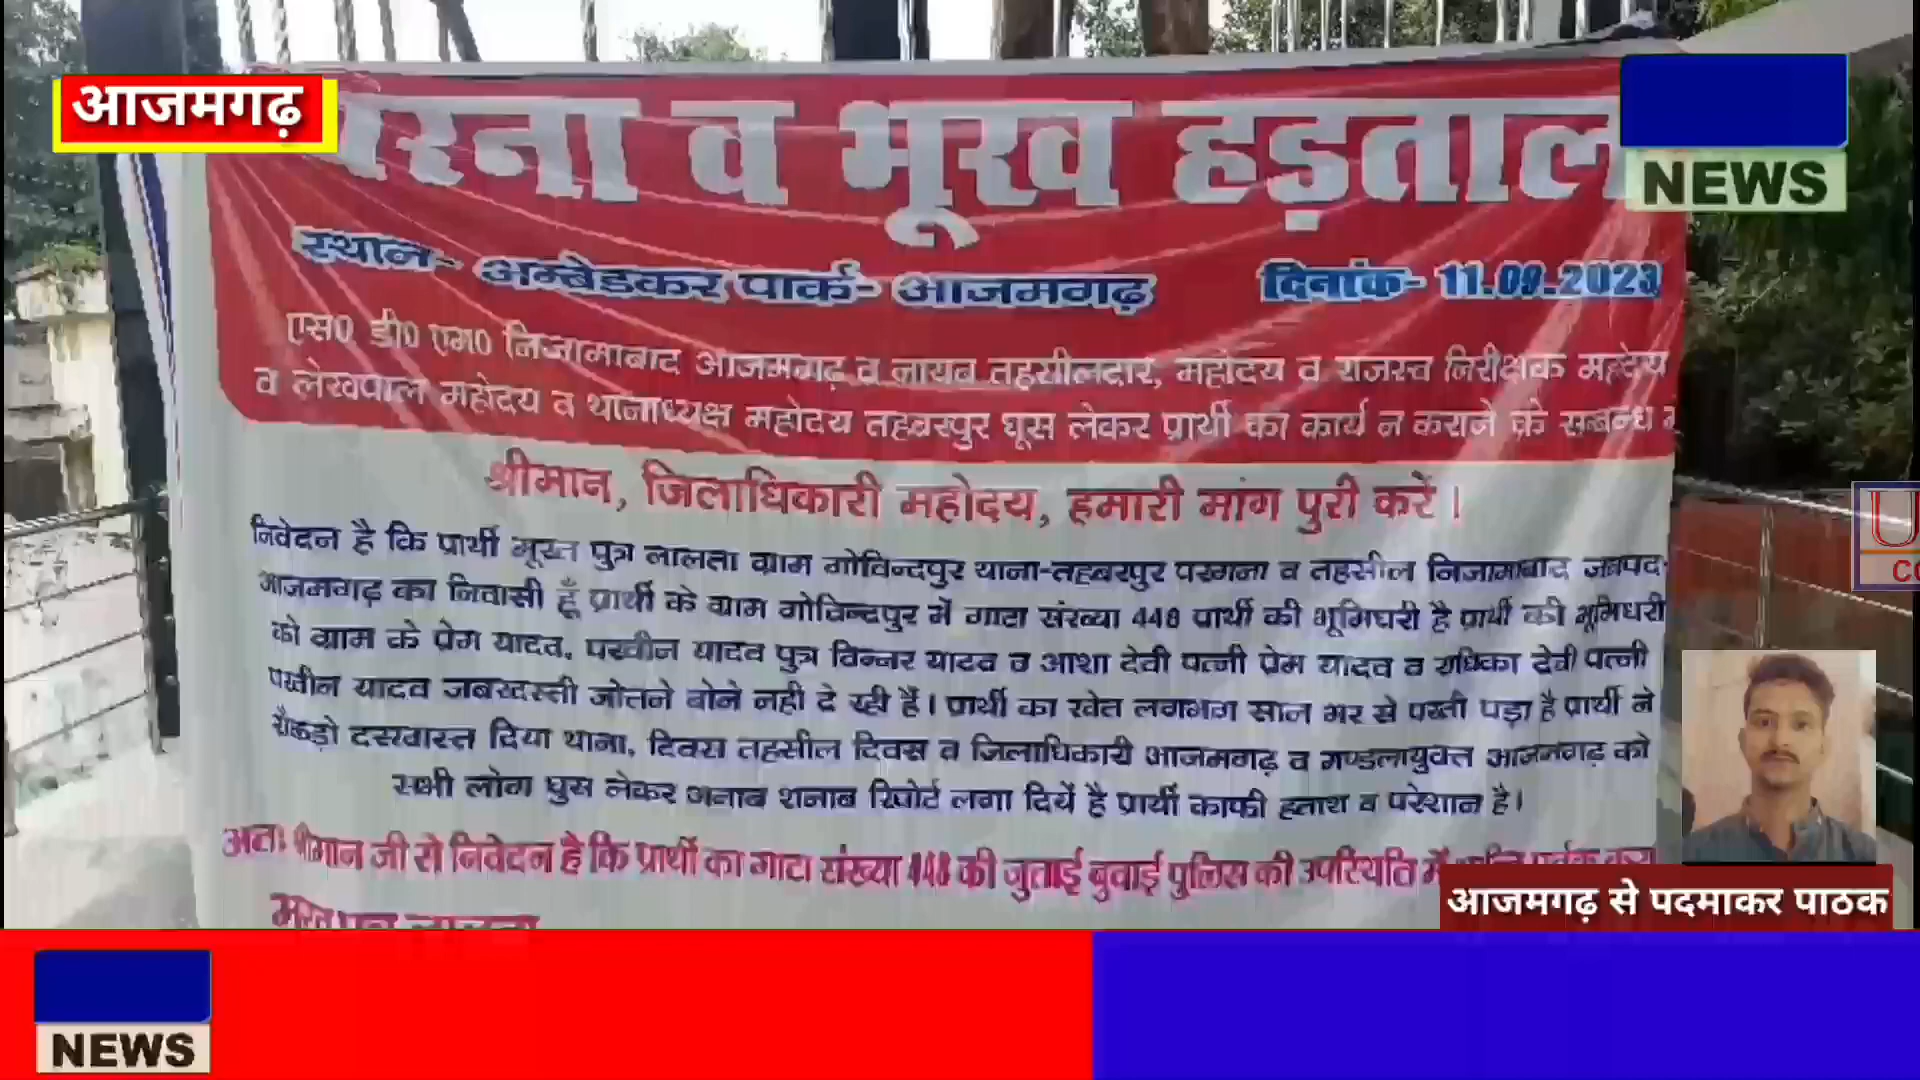 आजमगढ़
धरना व भूख हड़ताल
NEWS
स्थान- अम्बेडकर पार्क- आजमगढ़ दिनांक- 11.09.2023
एस0 डी0 एम0 निजामाबाद आजमगढ़ व नायब तहसीलदार, महोदय व राजस्व निरीक्षक महोदय
व लेखपाल महोदय व थानाध्यक्ष महोदय तहबरपुर घूस लेकर प्रार्थी का कार्य न कराने के सम्बन्ध
श्रीमान, जिलाधिकारी महोदय, हमारी मांग पुरी करें।
निवेदन है कि प्रार्थी मूरत पुत्र लालता ग्राम गोविन्दपुर थाना-तहबरपुर परगना व तहसील निजामाबाद जनपद-
आजमगढ़ का निवासी हूँ प्रार्थी के ग्राम गोविन्दपुर में गाटा संख्या 448 प्रार्थी की भूमिधरी है प्रार्थी की भूमिधरी
को ग्राम के प्रेम यादव, परवीन यादव पुत्र विन्नर यादव व आशा देवी पत्नी प्रेम यादव व राधिका देवी पत्नी
परवीन यादव जबरदस्ती जोतने बोने नही दे रही हैं। प्रार्थी का खेत लगभग साल भर से परती पड़ा है प्रार्थी ने
सैकड़ो दरखास्त दिया थाना, दिवस तहसील दिवस व जिलाधिकारी आजमगढ़ व मण्डलायुक्त आजमगढ़ को
सभी लोग घुस लेकर अनाब शनाब रिपोर्ट लगा दियें है प्रार्थी काफी हताश व परेशान है।
अतः श्रीमान जी से निवेदन है कि प्रार्थी का गाटा संख्या 448 की जुताई बुवाई पुलिस की उपस्थिति में
आजमगढ़ से पदमाकर पाठक
NEWS